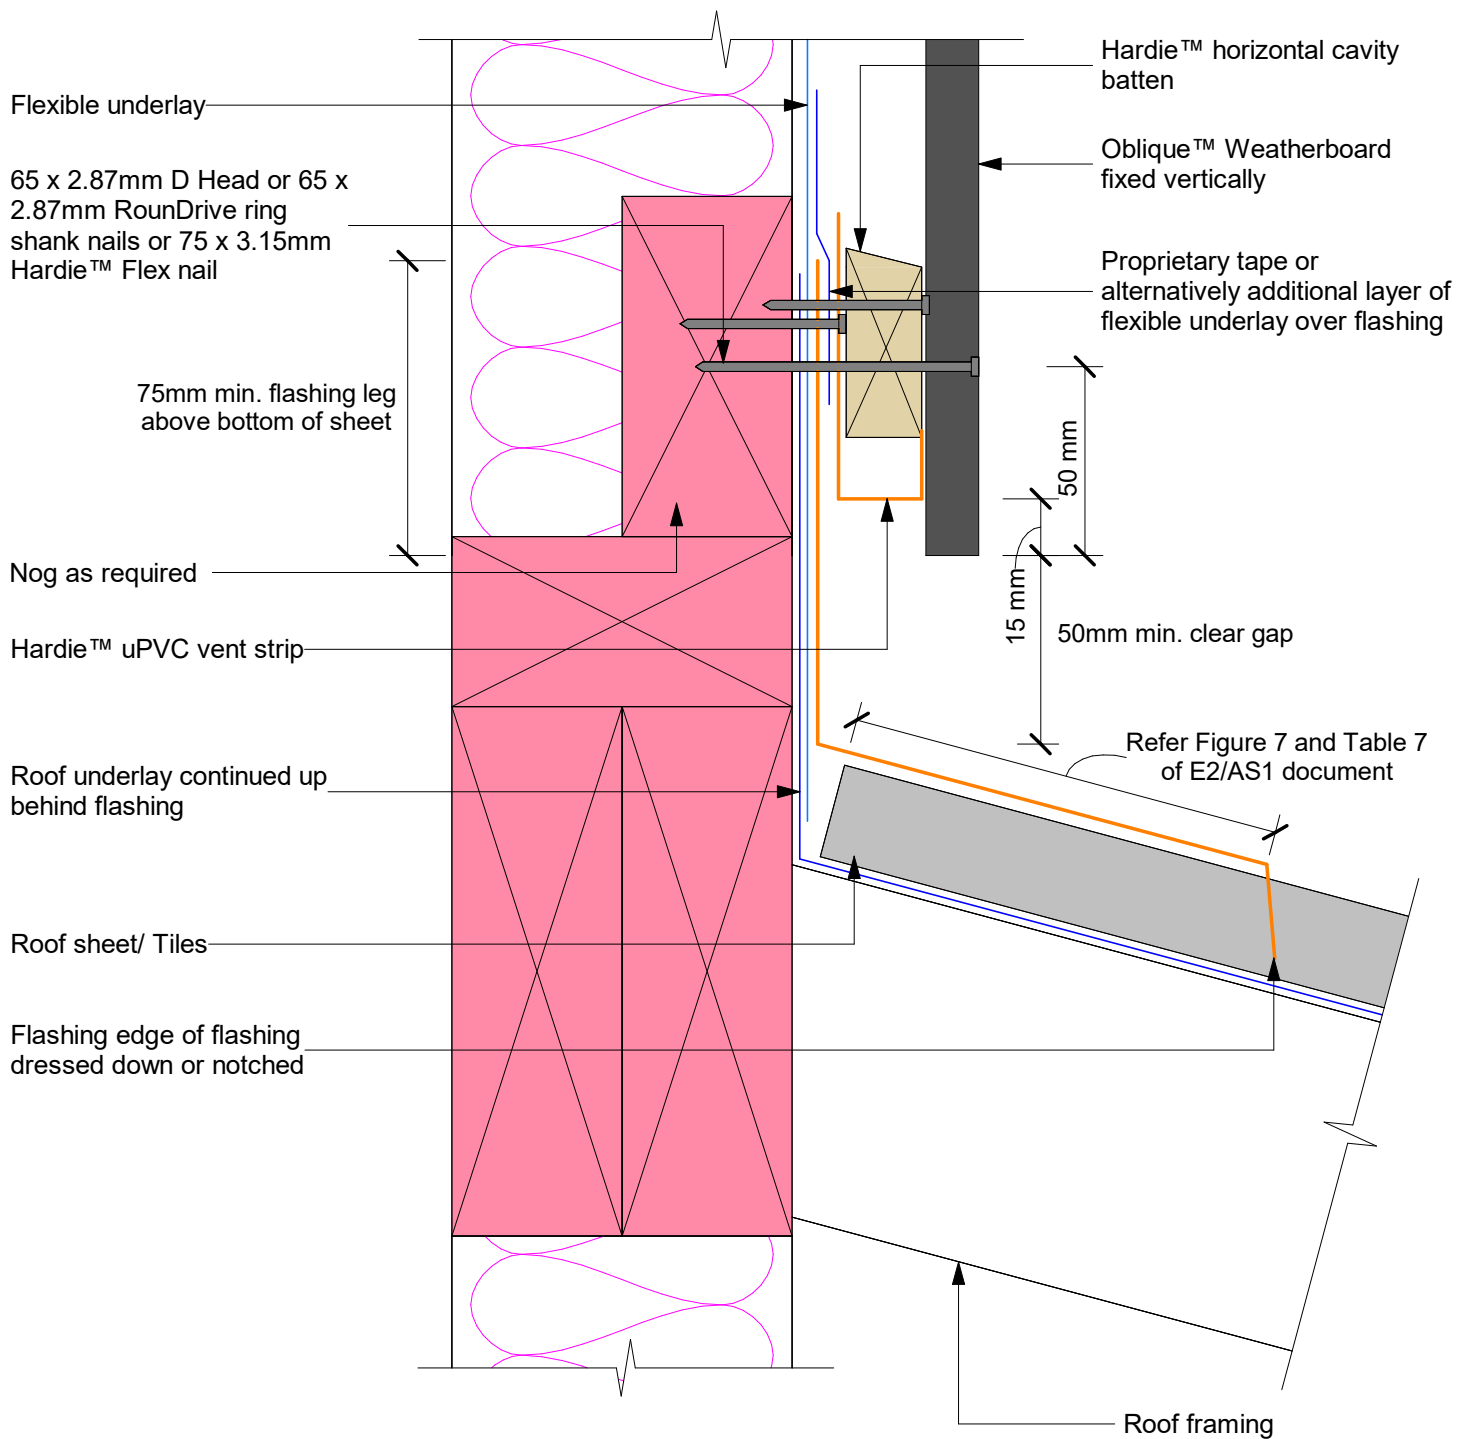 Flexible underlay
65 x 2.87mm D Head or 65 x
2.87mm RounDrive ring
shank nails or 75 x 3.15mm
Hardie™ Flex nail
75mm min. flashing leg
above bottom of sheet
Nog as required
Hardie™ uPVC vent strip
Roof underlay continued up
behind flashing
Roof sheet/ Tiles
Flashing edge of flashing
dressed down or notched
Hardie™ horizontal cavity
batten
Oblique™ Weatherboard
fixed vertically
Proprietary tape or
alternatively additional layer of
flexible underlay over flashing
50 mm
15 mm
50mm min. clear gap
Refer Figure 7 and Table 7
of E2/AS1 document
Roof framing